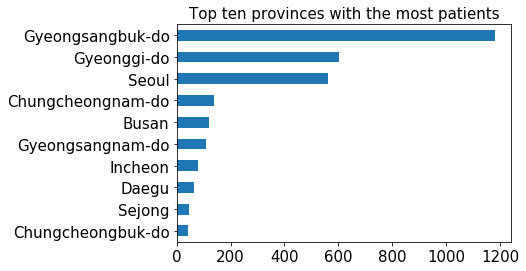 Top ten provinces with the most patients
Gyeongsangbuk-do
Gyeonggi-do
Seoul
Chungcheongnam-do
Busan
Gyeongsangnam-do
Incheon
Daegu
Sejong
Chungcheongbuk-do
0 200 400 600 800 1000 1200